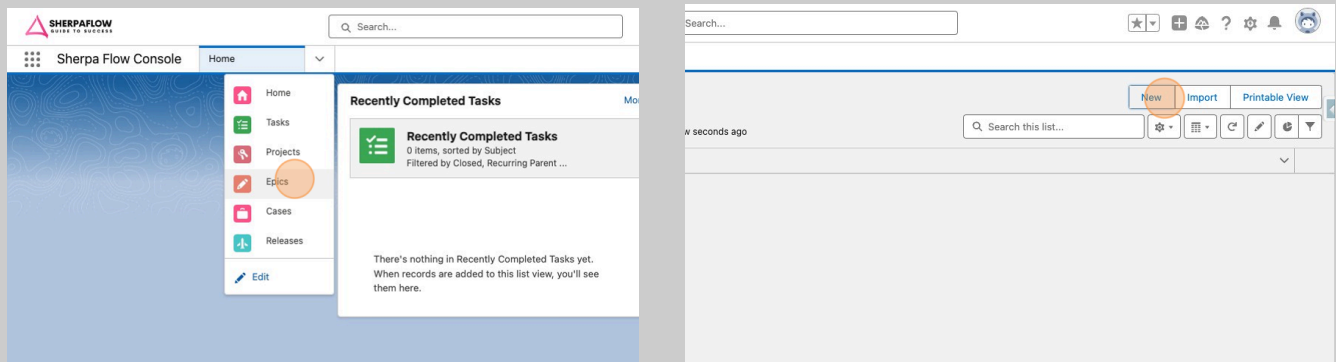 SHERPAFLOW
GUIDE TO SUCCESS
Search...
Sherpa Flow Console
Home
Home
Tasks
Projects
Epics
Cases
Releases
Edit
Recently Completed Tasks
Mor
Recently Completed Tasks
0 items, sorted by Subject
Filtered by Closed, Recurring Parent ...
There's nothing in Recently Completed Tasks yet.
When records are added to this list view, you'll see
them here.
Search...
New
Import
Printable View
w seconds ago
Search this list...